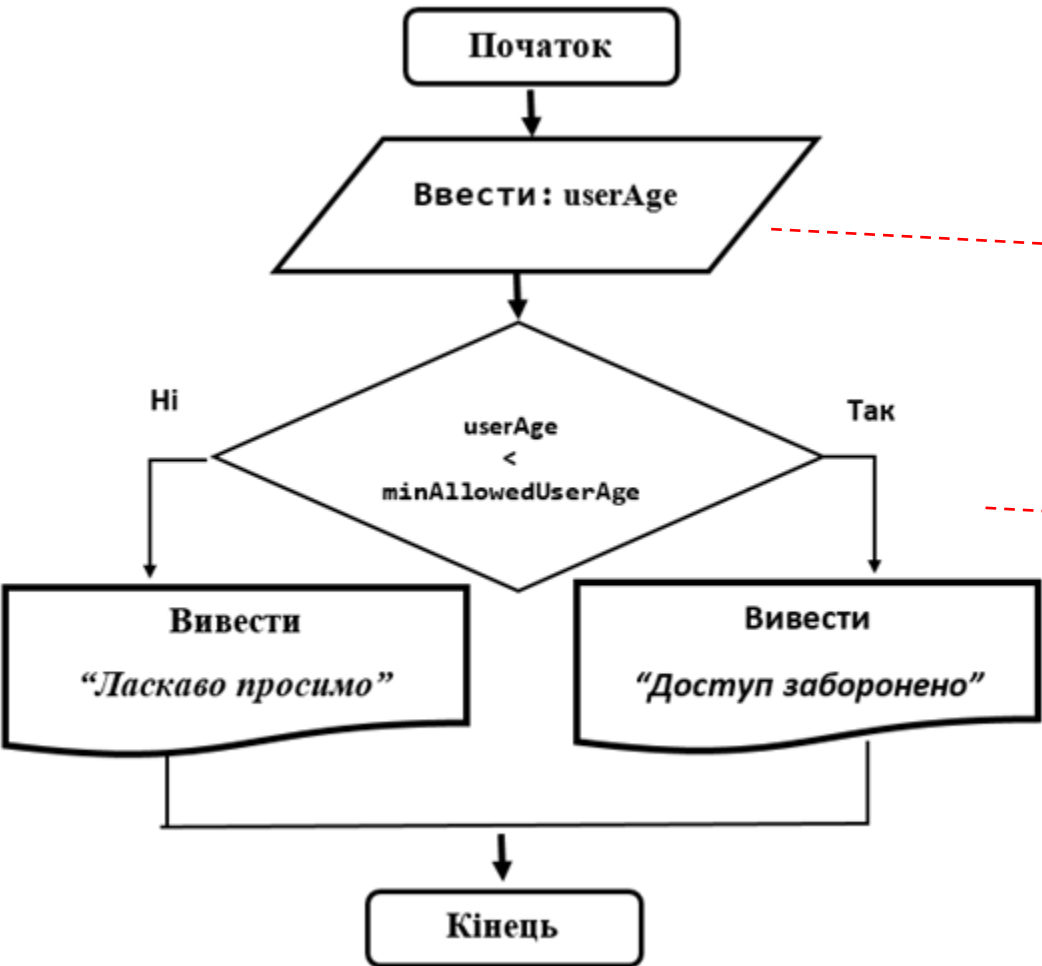 Початок
Ввести: userAge
Ні
Так
userAge
<
minAllowedUserAge
Вивести
“Ласкаво просимо”
Вивести
“Доступ заборонено”
Кінець